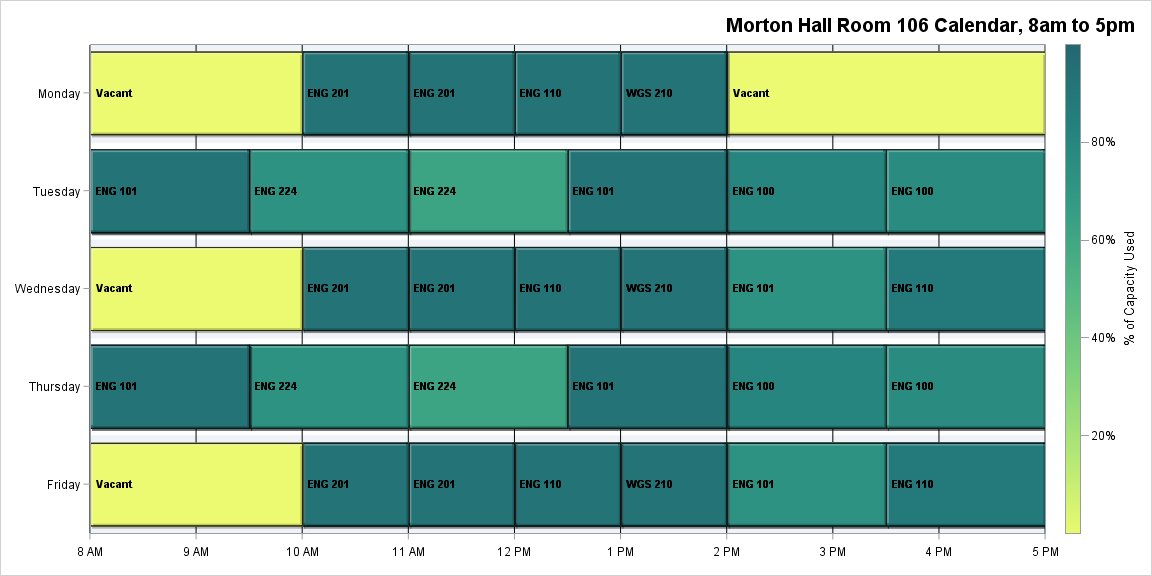 Morton Hall Room 106 Calendar, 8am to 5pm
Monday Vacant ENG 201 ENG 201 ENG 110 WGS 210 Vacant
80%
Tuesday ENG 101 ENG 224 ENG 224 ENG 101 ENG 100 ENG 100
60%
% of Capacity Used
Wednesday Vacant ENG 201 ENG 201 ENG 110 WGS 210 ENG 101 ENG 110
40%
Thursday ENG 101 ENG 224 ENG 224 ENG 101 ENG 100 ENG 100
20%
Friday Vacant ENG 201 ENG 201 ENG 110 WGS 210 ENG 101 ENG 110
8 AM 9 AM 10 AM 11 AM 12 PM 1 PM 2 PM 3 PM 4 PM 5 PM